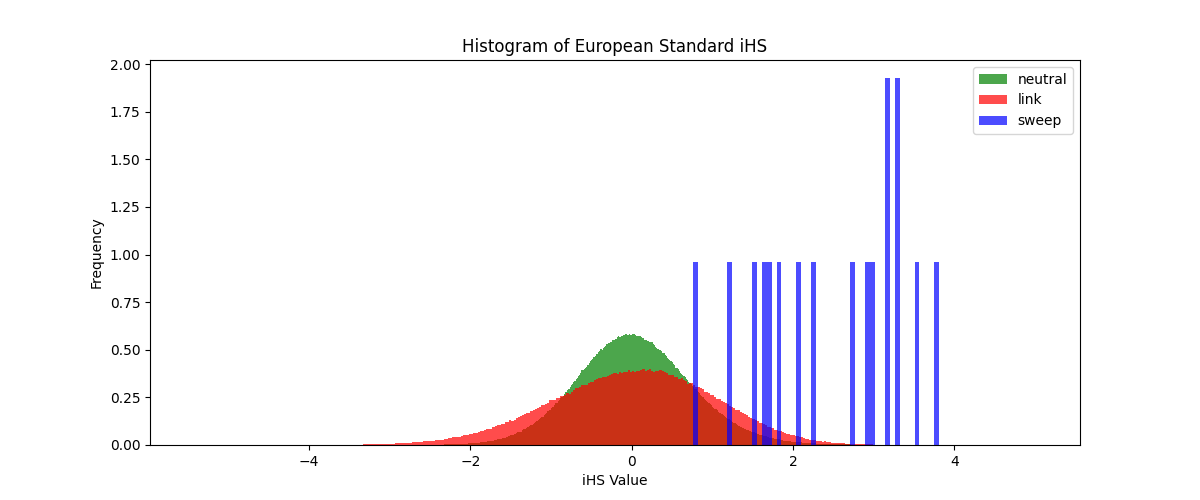 Histogram of European Standard iHS
2.00
1.75
1.50
1.25
1.00
0.75
0.50
0.25
0.00
Frequency
neutral
link
sweep
−4
−2
0
2
4
iHS Value